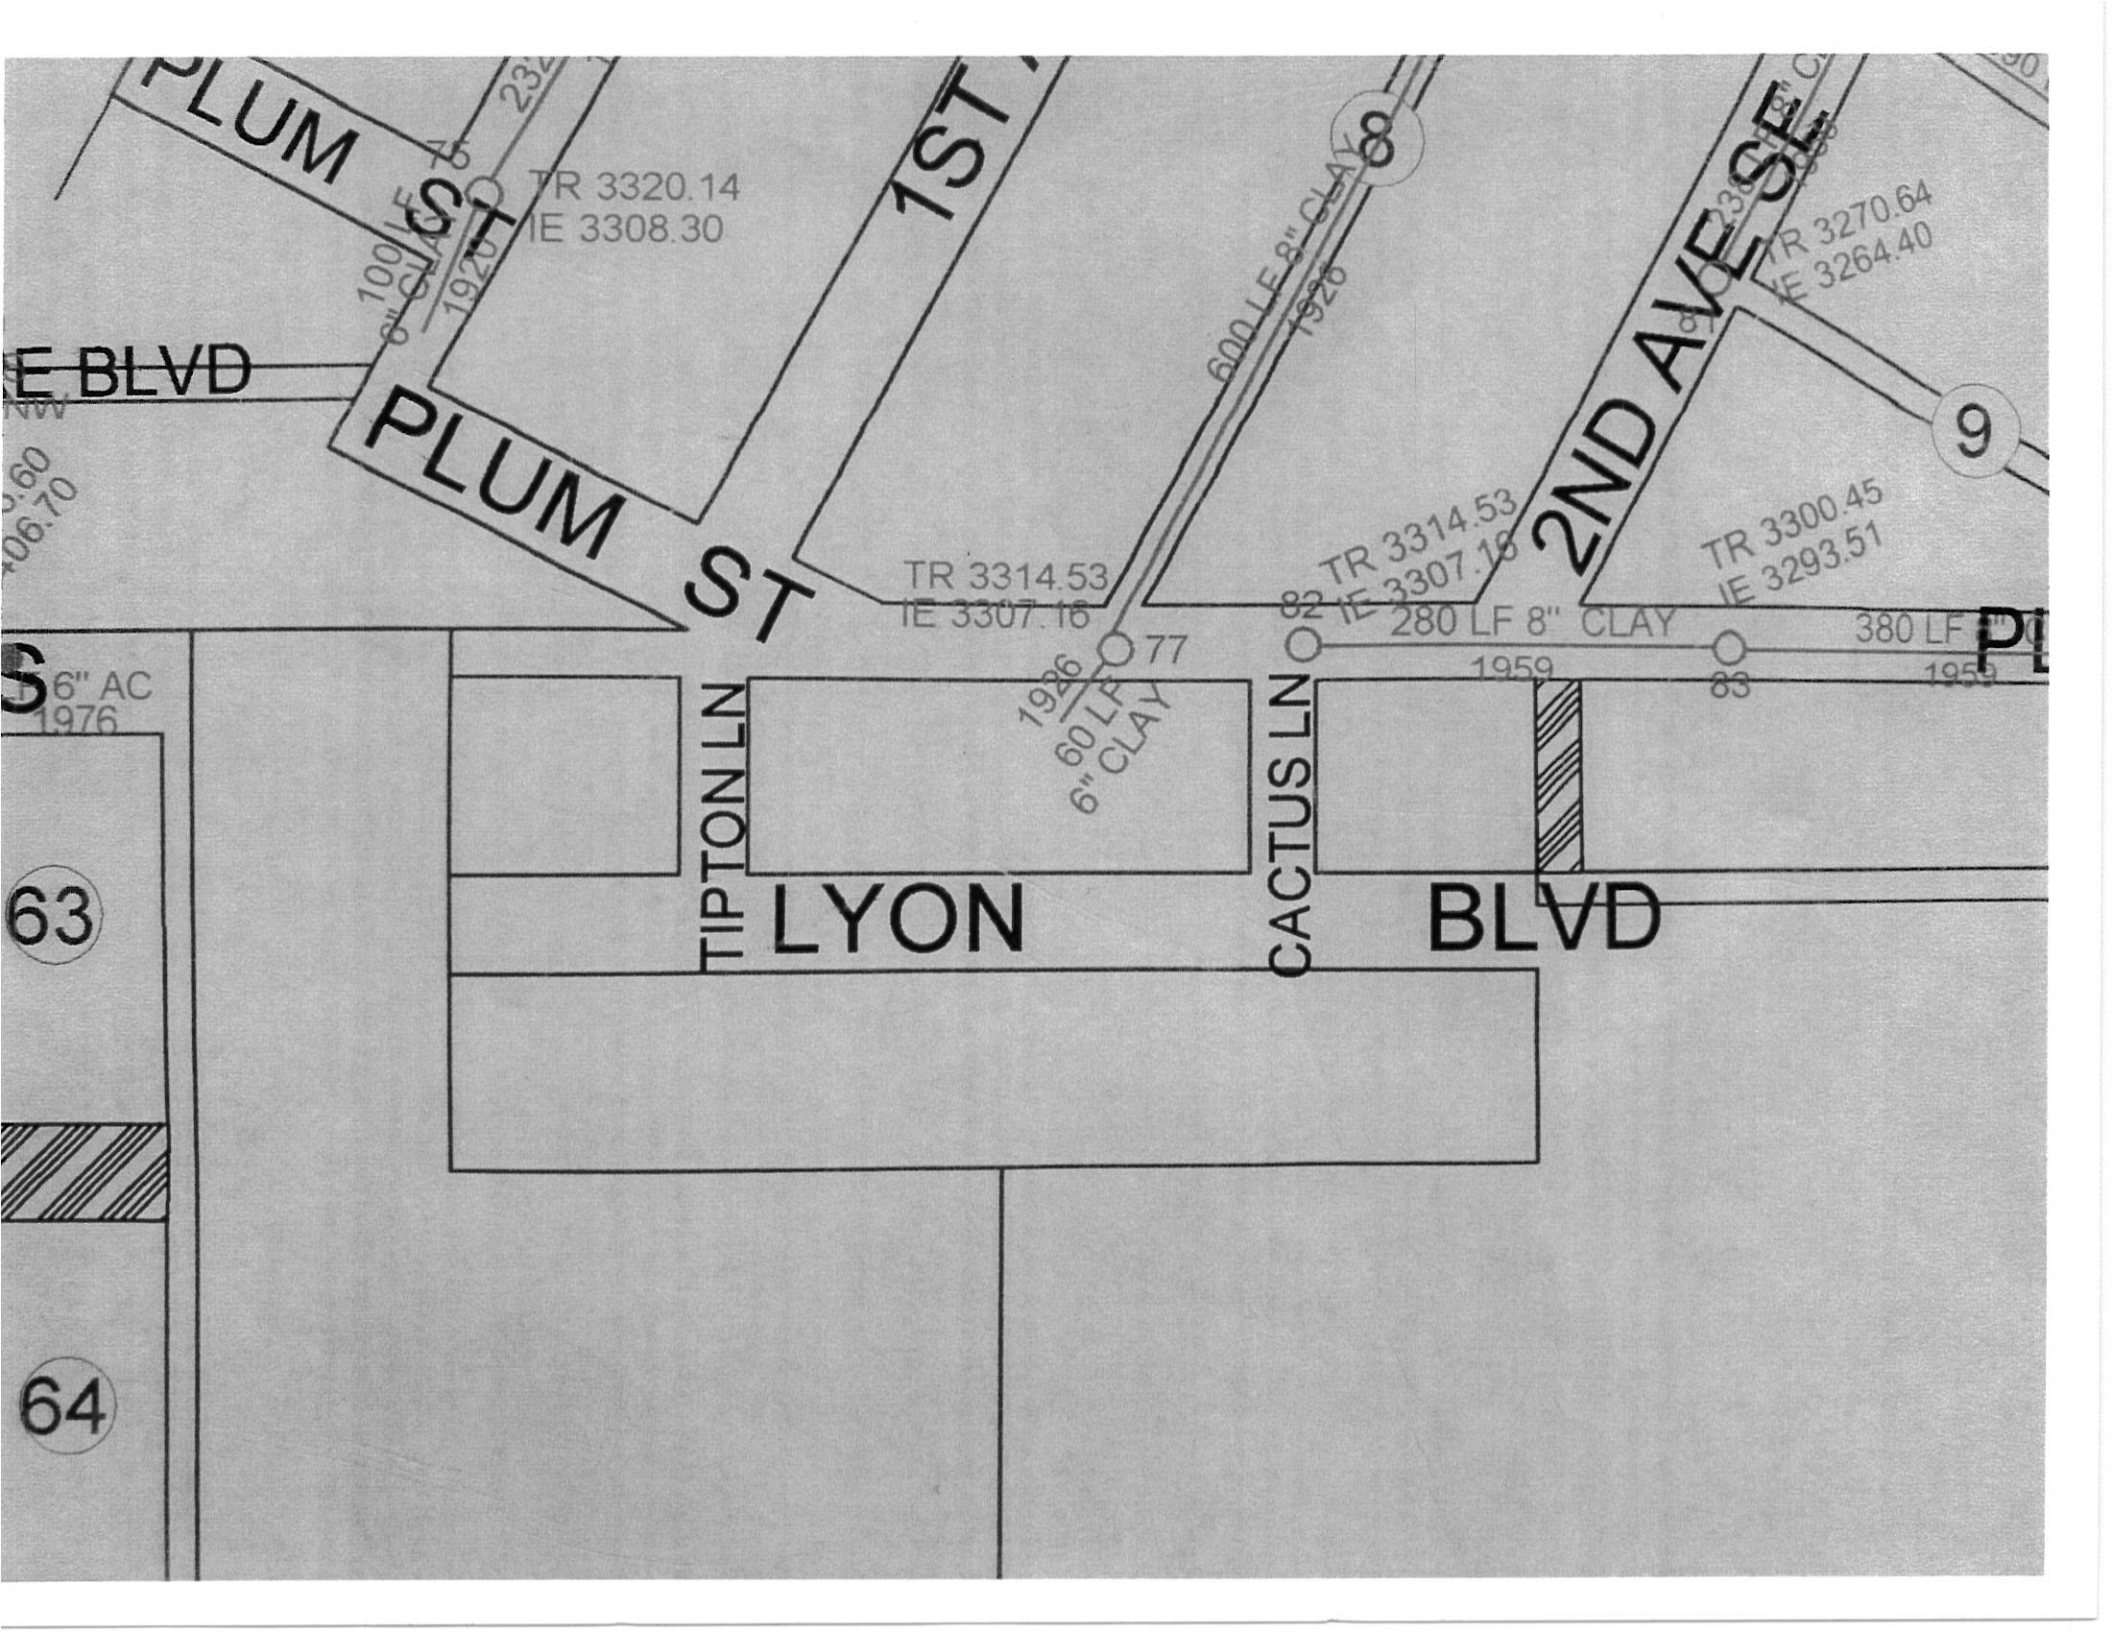 PLUM
ST
232
75
TR 3320.14
IE 3308.30
100 LF
6" CLAY
1920
1ST
8
600 LF 8" CLAY
1926
2ND AVE SE
TR 3270.64
IE 3264.40
81
9
E BLVD
NW
PLUM
ST
TR 3314.53
IE 3307.16
77
1926
60 LF
6" CLAY
82
TR 3314.53
IE 3307.16
280 LF 8" CLAY
1959
TR 3300.45
IE 3293.51
83
380 LF
1959
PL
S
6" AC
1976
TIPTON LN
CACTUS LN
LYON
BLVD
63
64